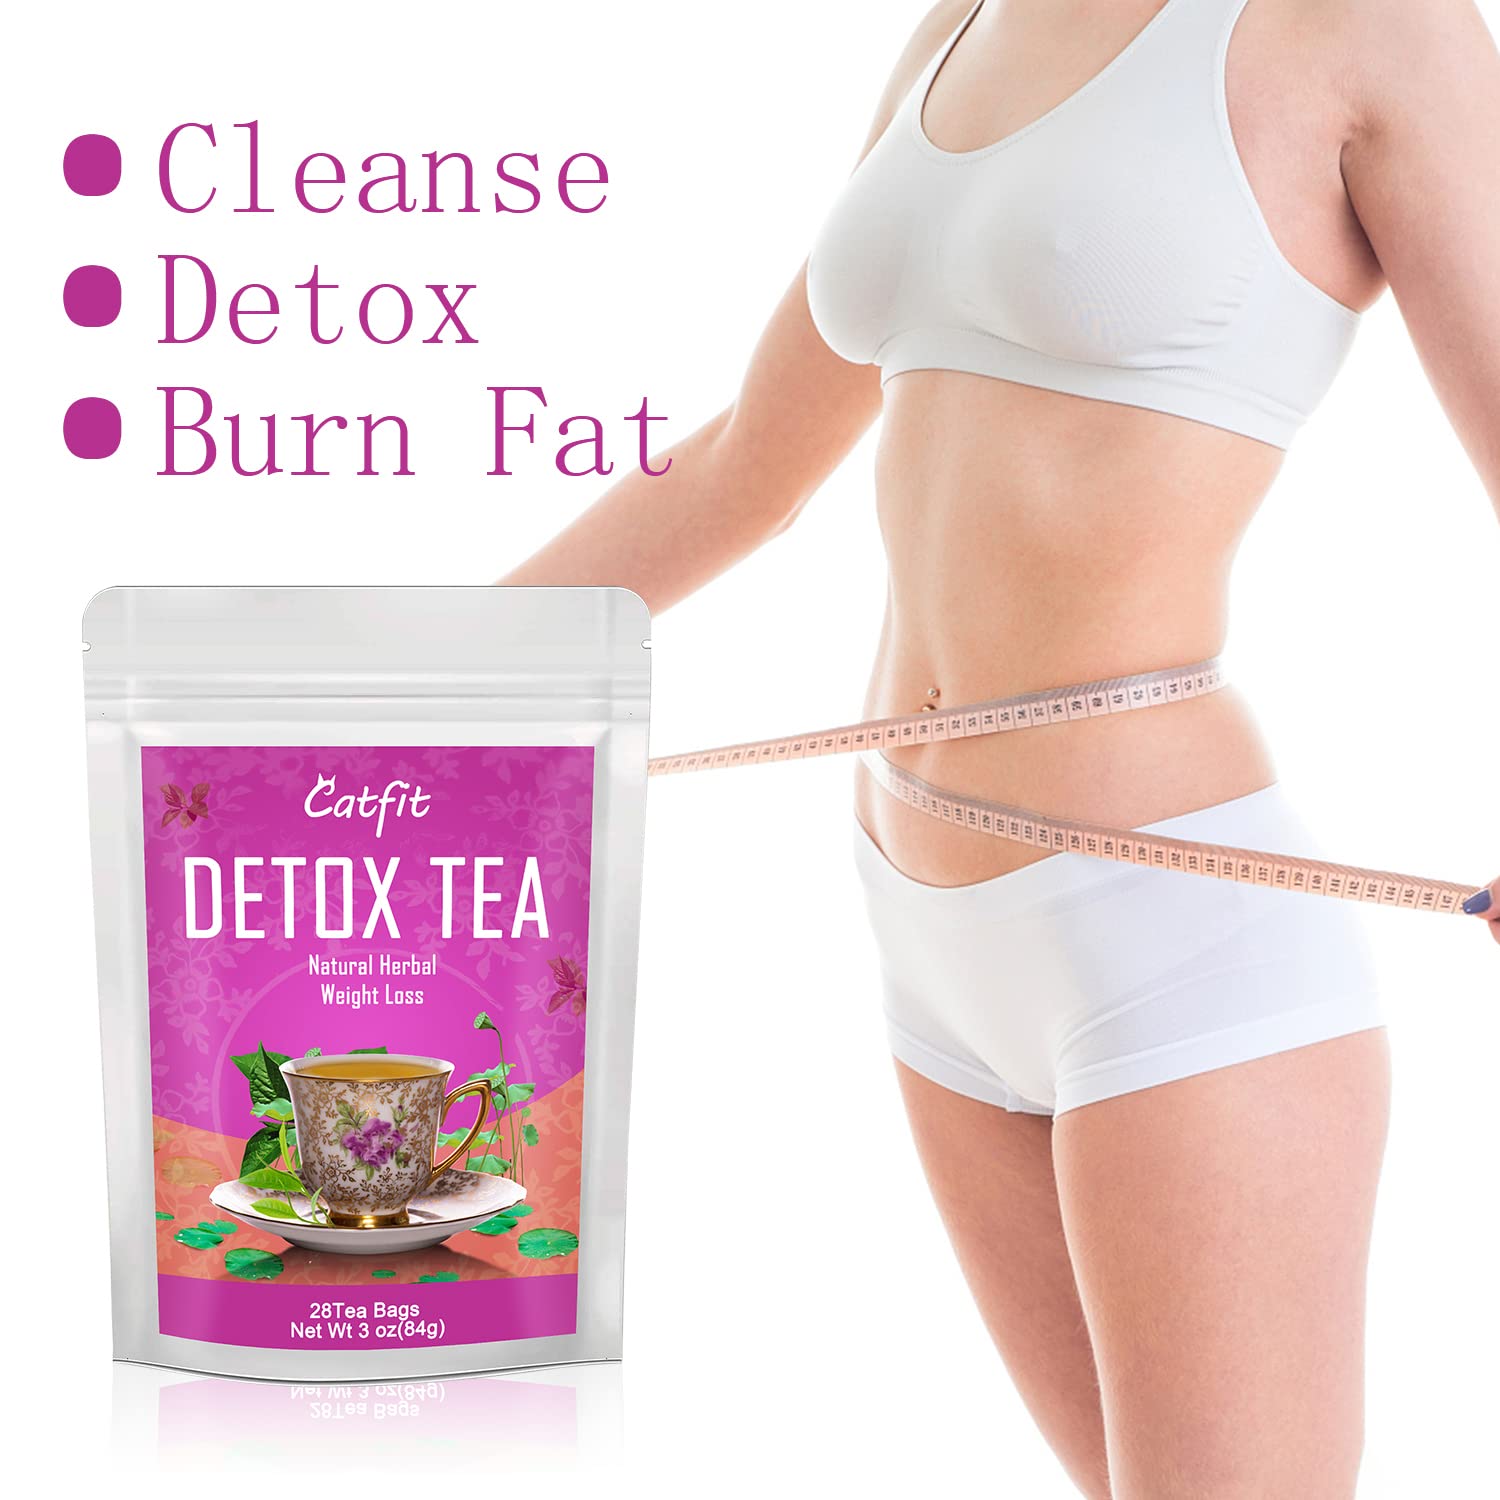 Cleanse
Detox
Burn Fat
Catfit
DETOX TEA
Natural Herbal
Weight Loss
28Tea Bags
Net Wt 3 oz(84g)